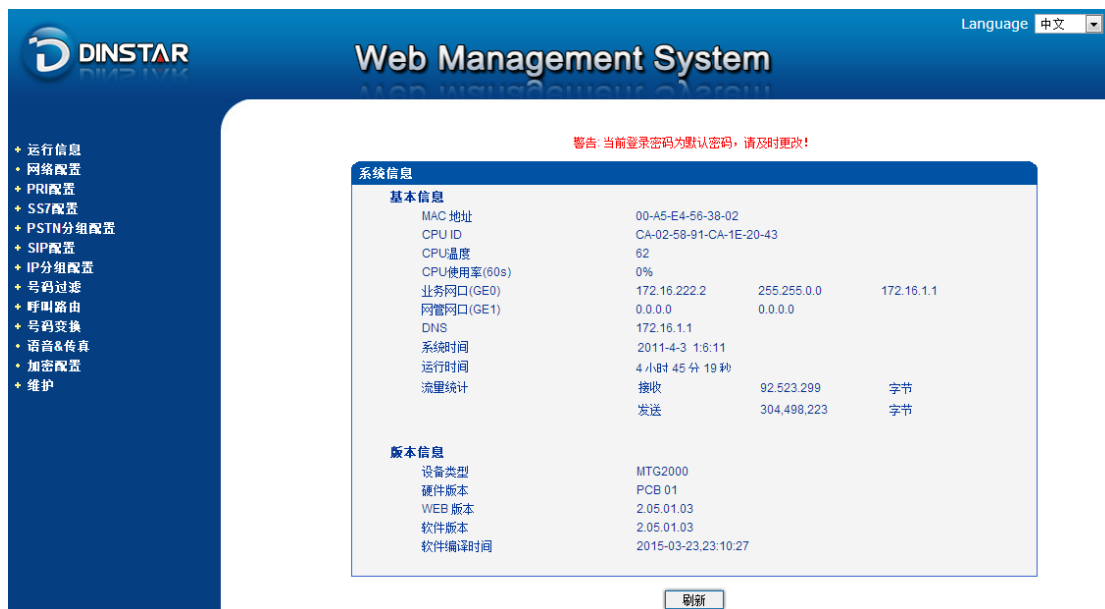 Language 中文
DINSTAR
Web Management System
警告: 当前登录密码为默认密码，请及时更改!
+ 运行信息
• 网络配置
+ PRI配置
+ SS7配置
+ PSTN分组配置
+ SIP配置
+ IP分组配置
+ 号码过滤
+ 呼叫路由
+ 号码变换
• 语音&传真
• 加密配置
+ 维护
系统信息
基本信息
MAC 地址 00-A5-E4-56-38-02
CPU ID CA-02-58-91-CA-1E-20-43
CPU温度 62
CPU使用率(60s) 0%
业务网口(GE0) 172.16.222.2 255.255.0.0 172.16.1.1
网管网口(GE1) 0.0.0.0 0.0.0.0
DNS 172.16.1.1
系统时间 2011-4-3 1:6:11
运行时间 4 小时 45 分 19 秒
流量统计 接收 92.523.299 字节
发送 304,498,223 字节
版本信息
设备类型 MTG2000
硬件版本 PCB 01
WEB 版本 2.05.01.03
软件版本 2.05.01.03
软件编译时间 2015-03-23,23:10:27
刷新